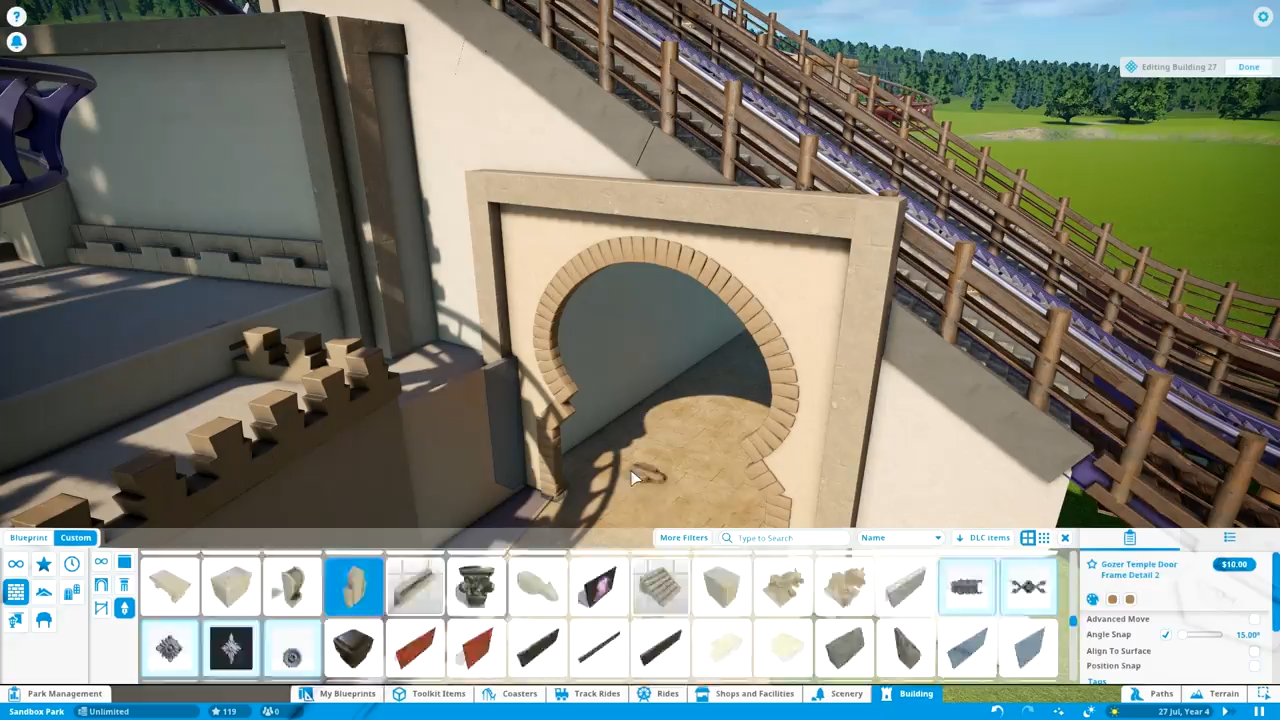 ?
Editing Building 27 Done
Blueprint Custom More Filters Type to Search Name DLC items
Gozer Temple Door
Frame Detail 2
$10.00
Advanced Move
Angle Snap 15.00°
Align To Surface
Position Snap
Tags
Park Management My Blueprints Toolkit Items Coasters Track Rides Rides Shops and Facilities Scenery Building Paths Terrain
Sandbox Park Unlimited 119 0 27 Jul, Year 4